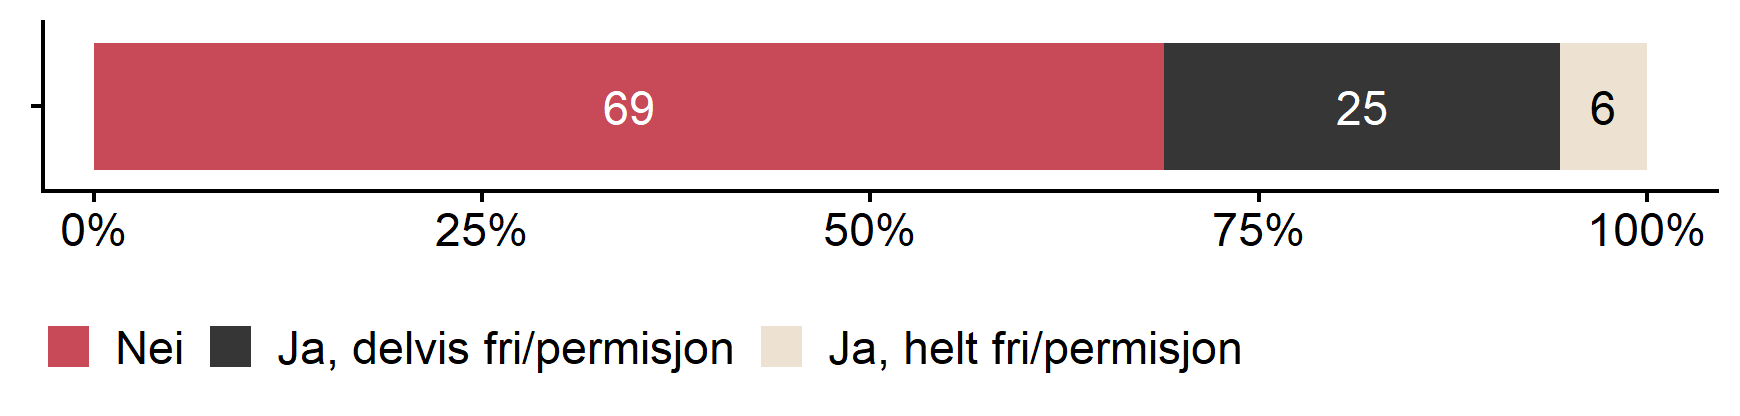 69 25 6
0% 25% 50% 75% 100%
Nei Ja, delvis fri/permisjon Ja, helt fri/permisjon